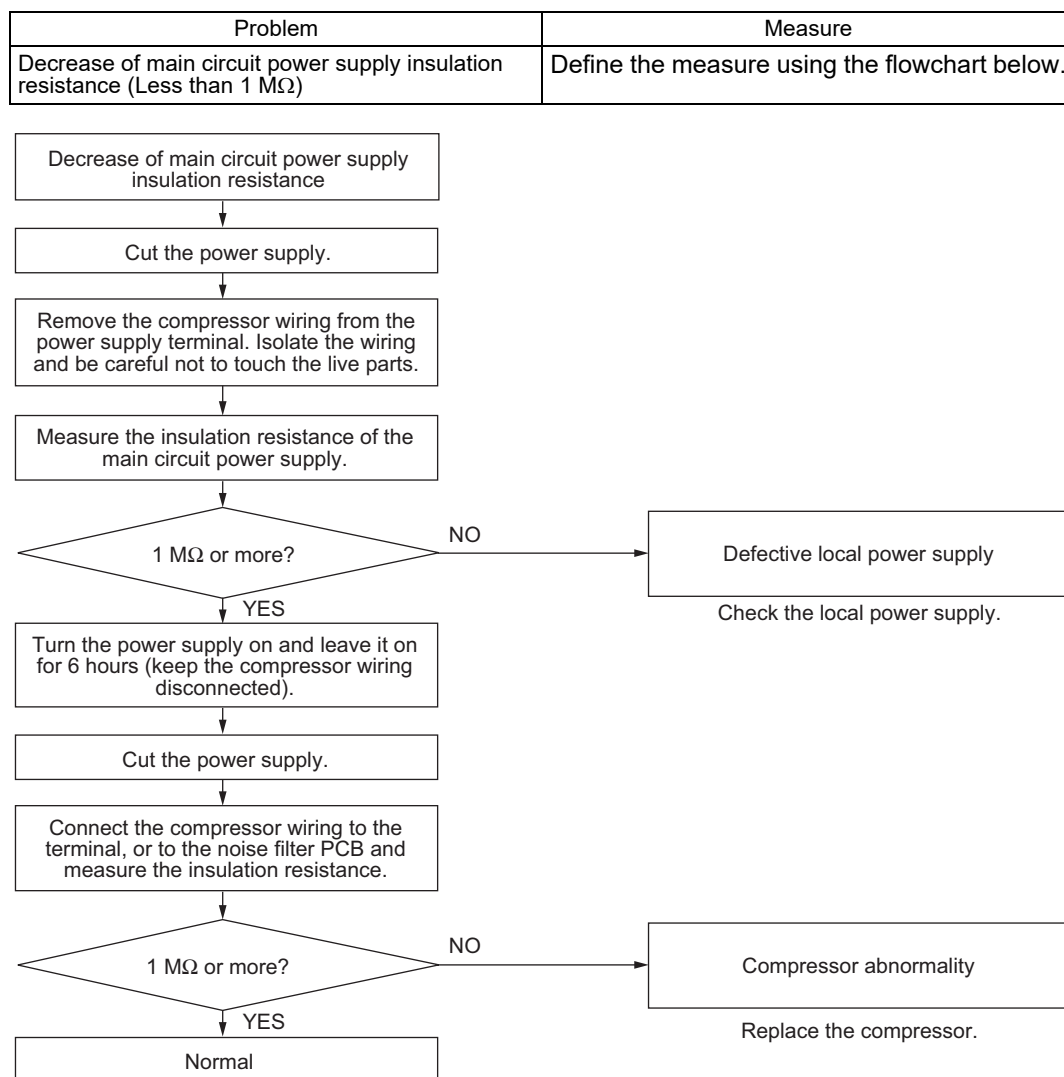 Problem
Measure
Decrease of main circuit power supply insulation
resistance (Less than 1 MΩ)
Define the measure using the flowchart below.
Decrease of main circuit power supply
insulation resistance
Cut the power supply.
Remove the compressor wiring from the
power supply terminal. Isolate the wiring
and be careful not to touch the live parts.
Measure the insulation resistance of the
main circuit power supply.
1 MΩ or more?
NO
Defective local power supply
Check the local power supply.
YES
Turn the power supply on and leave it on
for 6 hours (keep the compressor wiring
disconnected).
Cut the power supply.
Connect the compressor wiring to the
terminal, or to the noise filter PCB and
measure the insulation resistance.
1 MΩ or more?
NO
Compressor abnormality
Replace the compressor.
YES
Normal